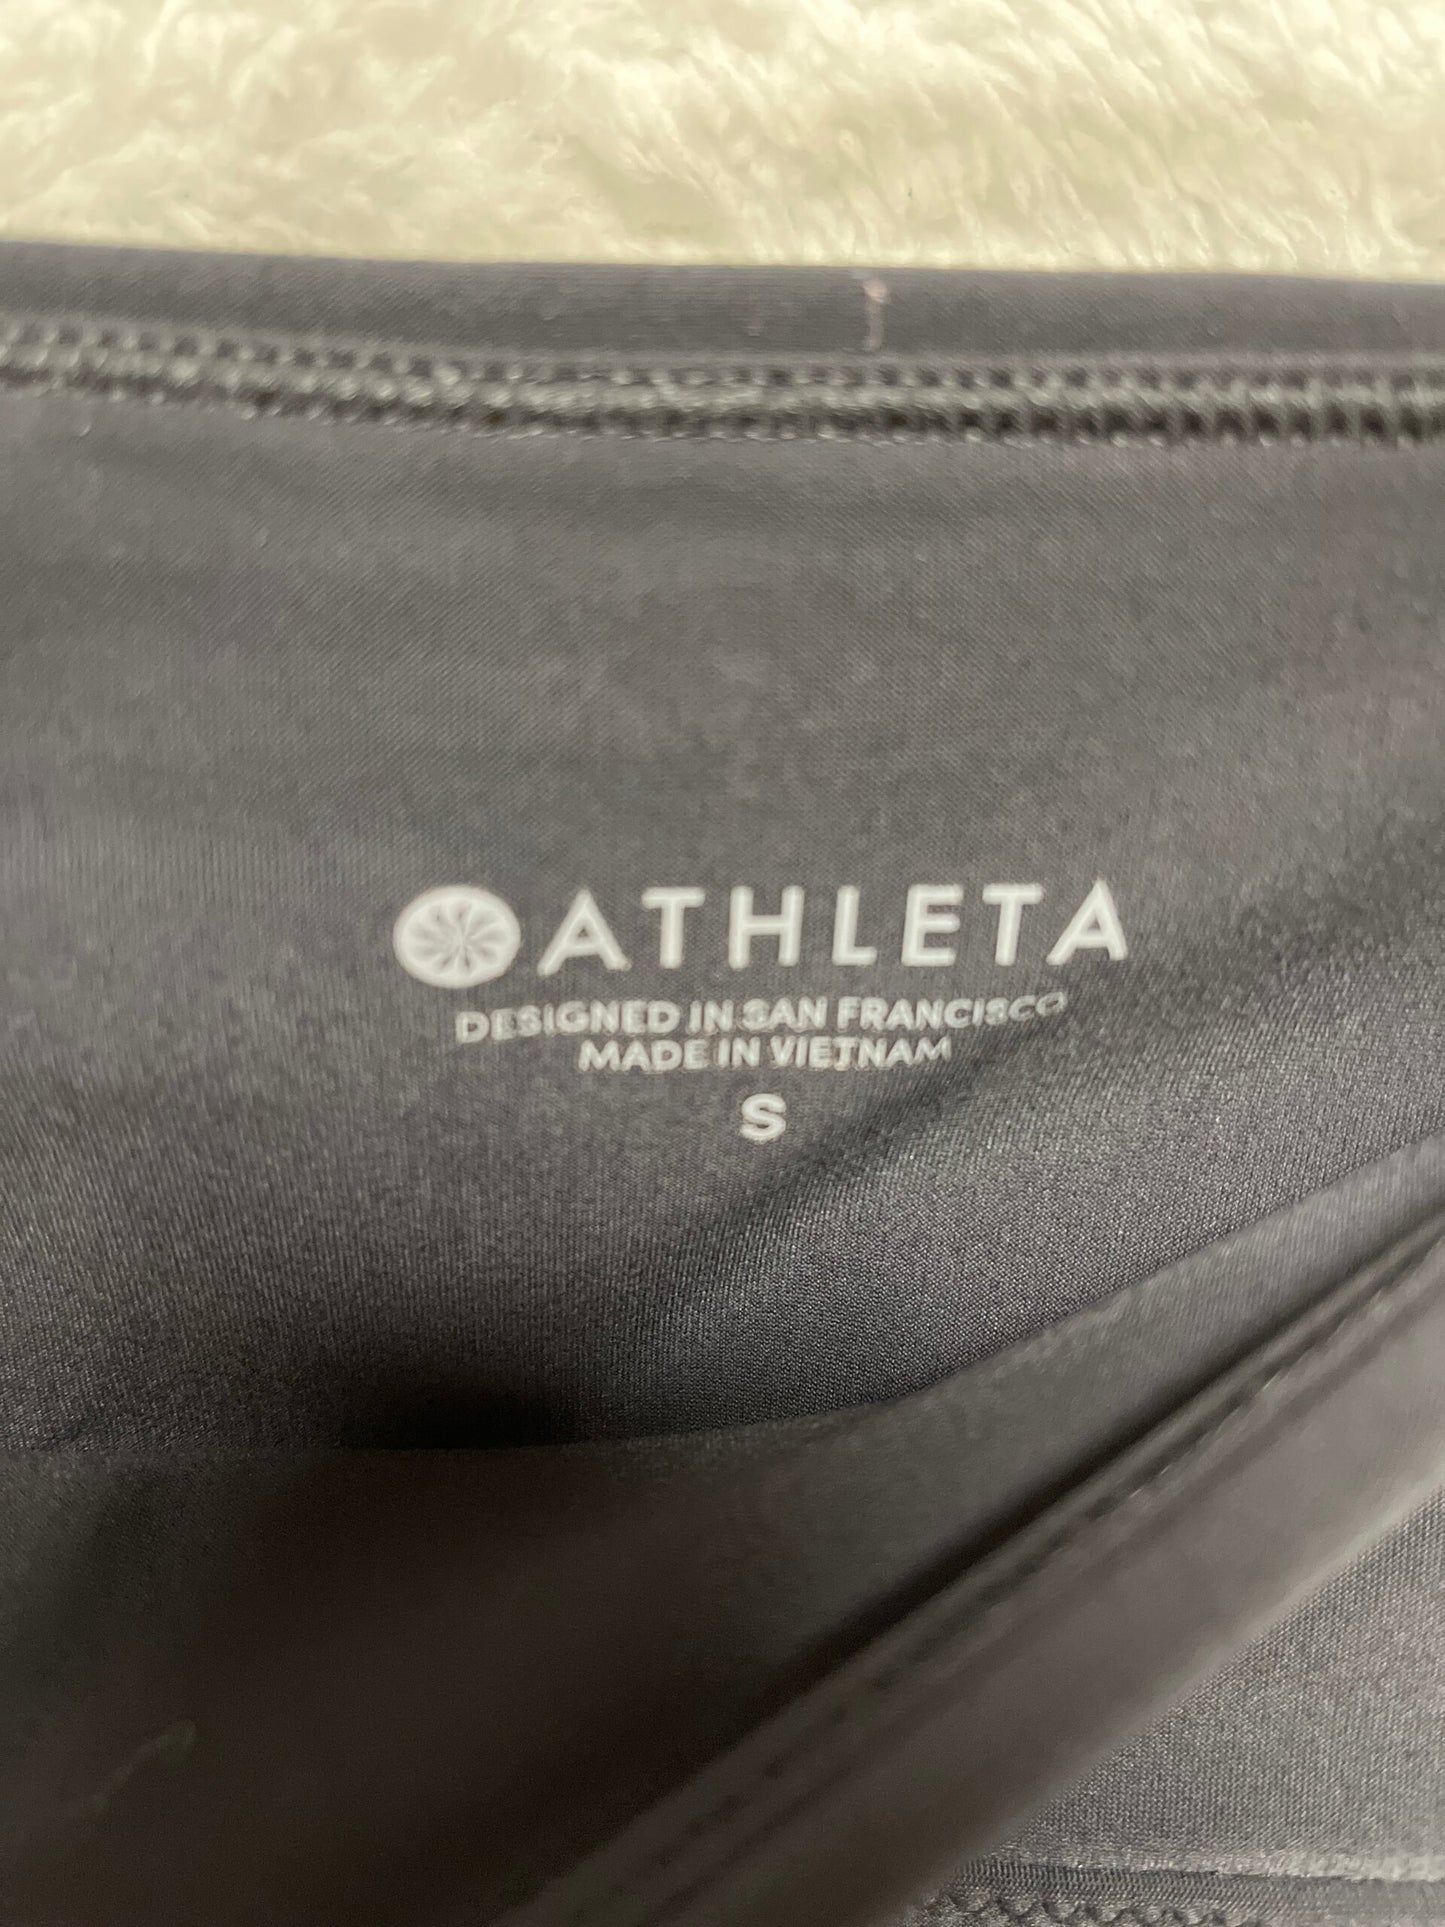 ATHLETA
DESIGNED IN SAN FRANCISCO
MADE IN VIETNAM
S